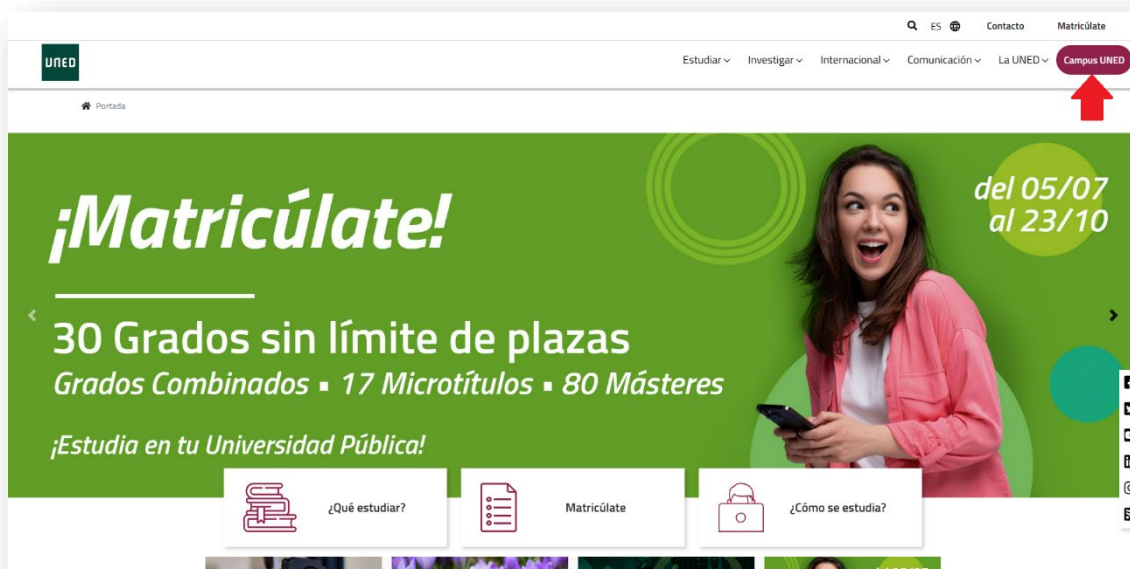 ES Contacto Matricúlate
UNED Estudiar Investigar Internacional Comunicación La UNED Campus UNED
Portada
¡Matricúlate!
del 05/07
al 23/10
30 Grados sin límite de plazas
Grados Combinados ▪ 17 Microtítulos ▪ 80 Másteres
¡Estudia en tu Universidad Pública!
¿Qué estudiar? Matricúlate ¿Cómo se estudia?